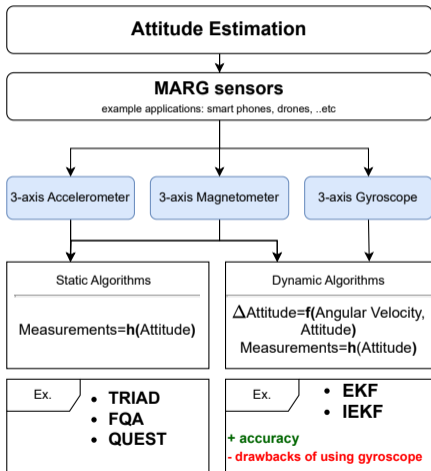 Attitude Estimation
MARG sensors
example applications: smart phones, drones, ..etc
3-axis Accelerometer
3-axis Magnetometer
3-axis Gyroscope
Static Algorithms
Measurements=h(Attitude)
Dynamic Algorithms
ΔAttitude=f(Angular Velocity,
Attitude)
Measurements=h(Attitude)
Ex.
• TRIAD
• FQA
• QUEST
Ex.
• EKF
• IEKF
+ accuracy
- drawbacks of using gyroscope